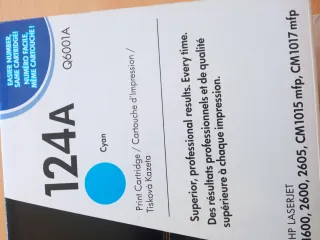 EASIER NUMBER,
SAME CARTRIDGE!
NUMÉRO FACILE,
MÊME CARTOUCHE!
Q6001A
124A
Cyan
Print Cartridge / Cartouche d'Impression /
Tisková Kazeta
Superior, professional results. Every time.
Des résultats professionnels et de qualité
supérieure à chaque impression.
HP LASERJET
1600, 2600, 2605, CM1015 mfp, CM1017 mfp